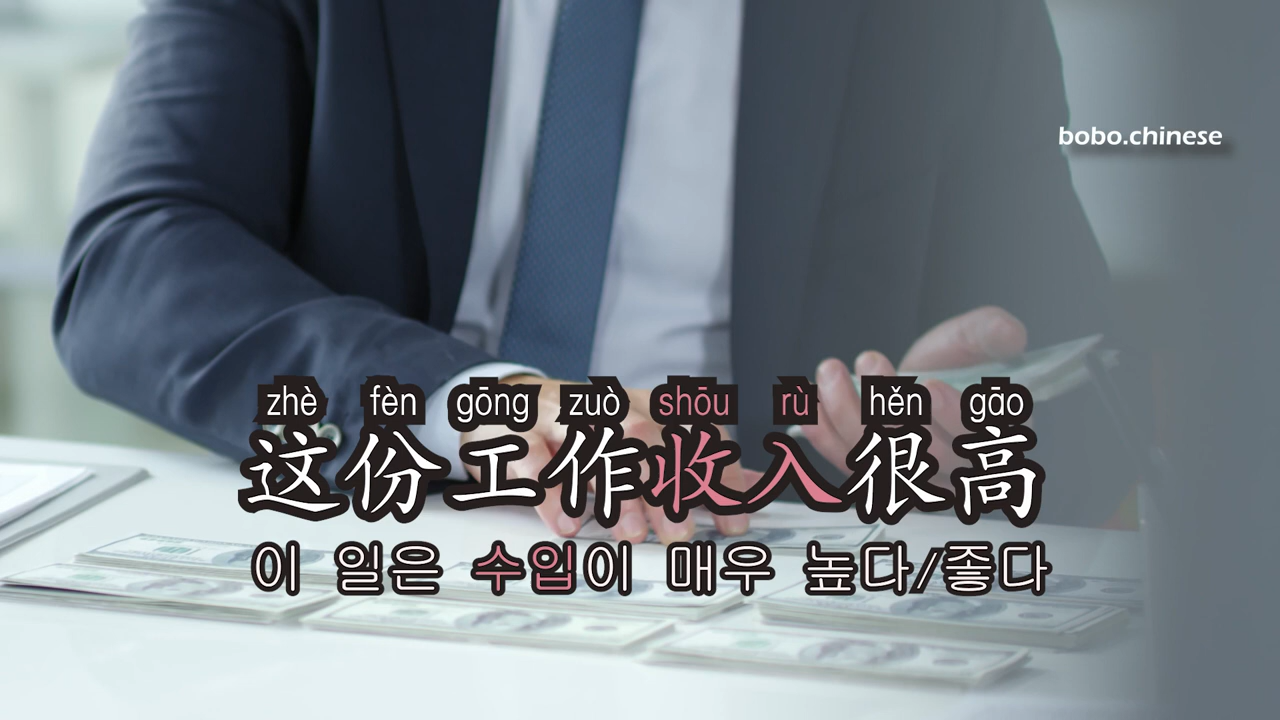 bobo.chinese
zhè fèn gōng zuò shōu rù hěn gāo
这份工作收入很高
이 일은 수입이 매우 높다/좋다